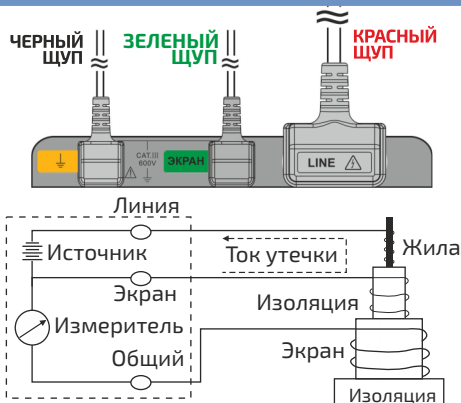 ЧЕРНЫЙ
ЩУП
ЗЕЛЕНЫЙ
ЩУП
КРАСНЫЙ
ЩУП
CAT.III
600V
ЭКРАН
LINE
Линия
Источник
Ток утечки
Жила
Экран
Изоляция
Измеритель
Экран
Общий
Изоляция